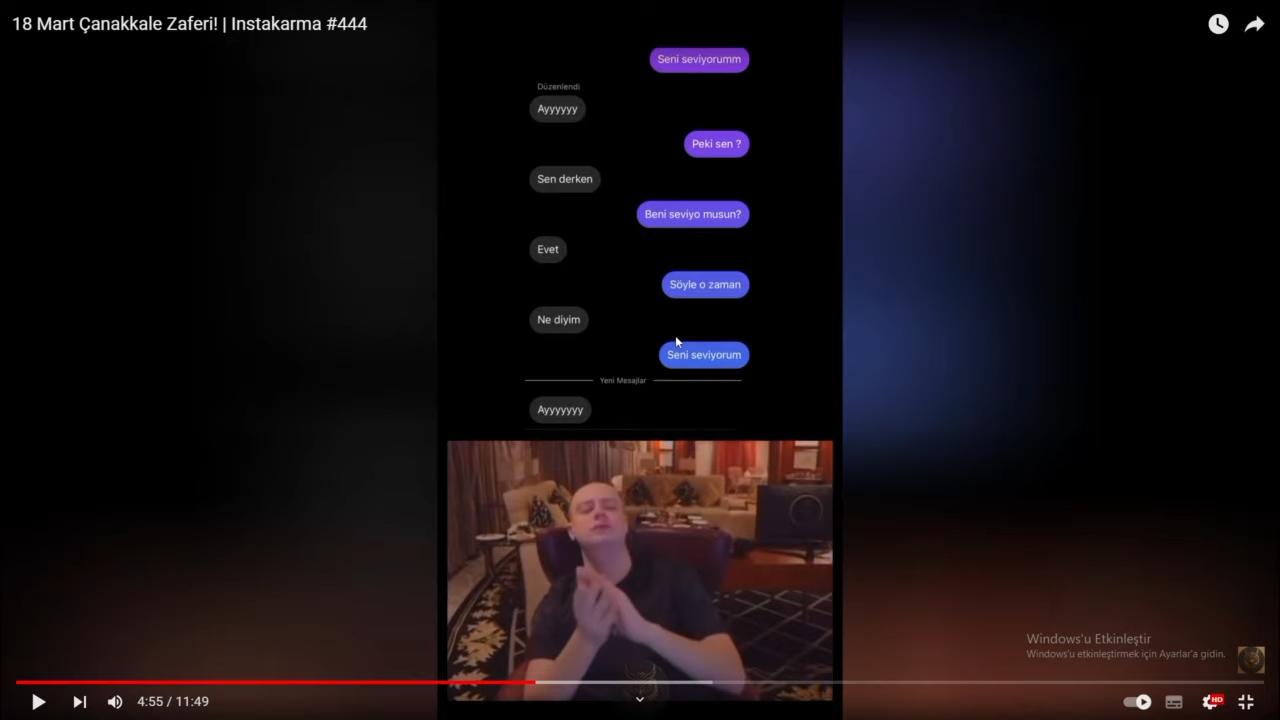 18 Mart Çanakkale Zaferi! | Instakarma #444
Seni seviyorumm
Düzenlendi
Ayyyyyy
Peki sen ?
Sen derken
Beni seviyo musun?
Evet
Söyle o zaman
Ne diyim
Seni seviyorum
Yeni Mesajlar
Ayyyyyyy
Windows'u Etkinleştir
Windows'u etkinleştirmek için Ayarlar'a gidin.
4:55 / 11:49
HD